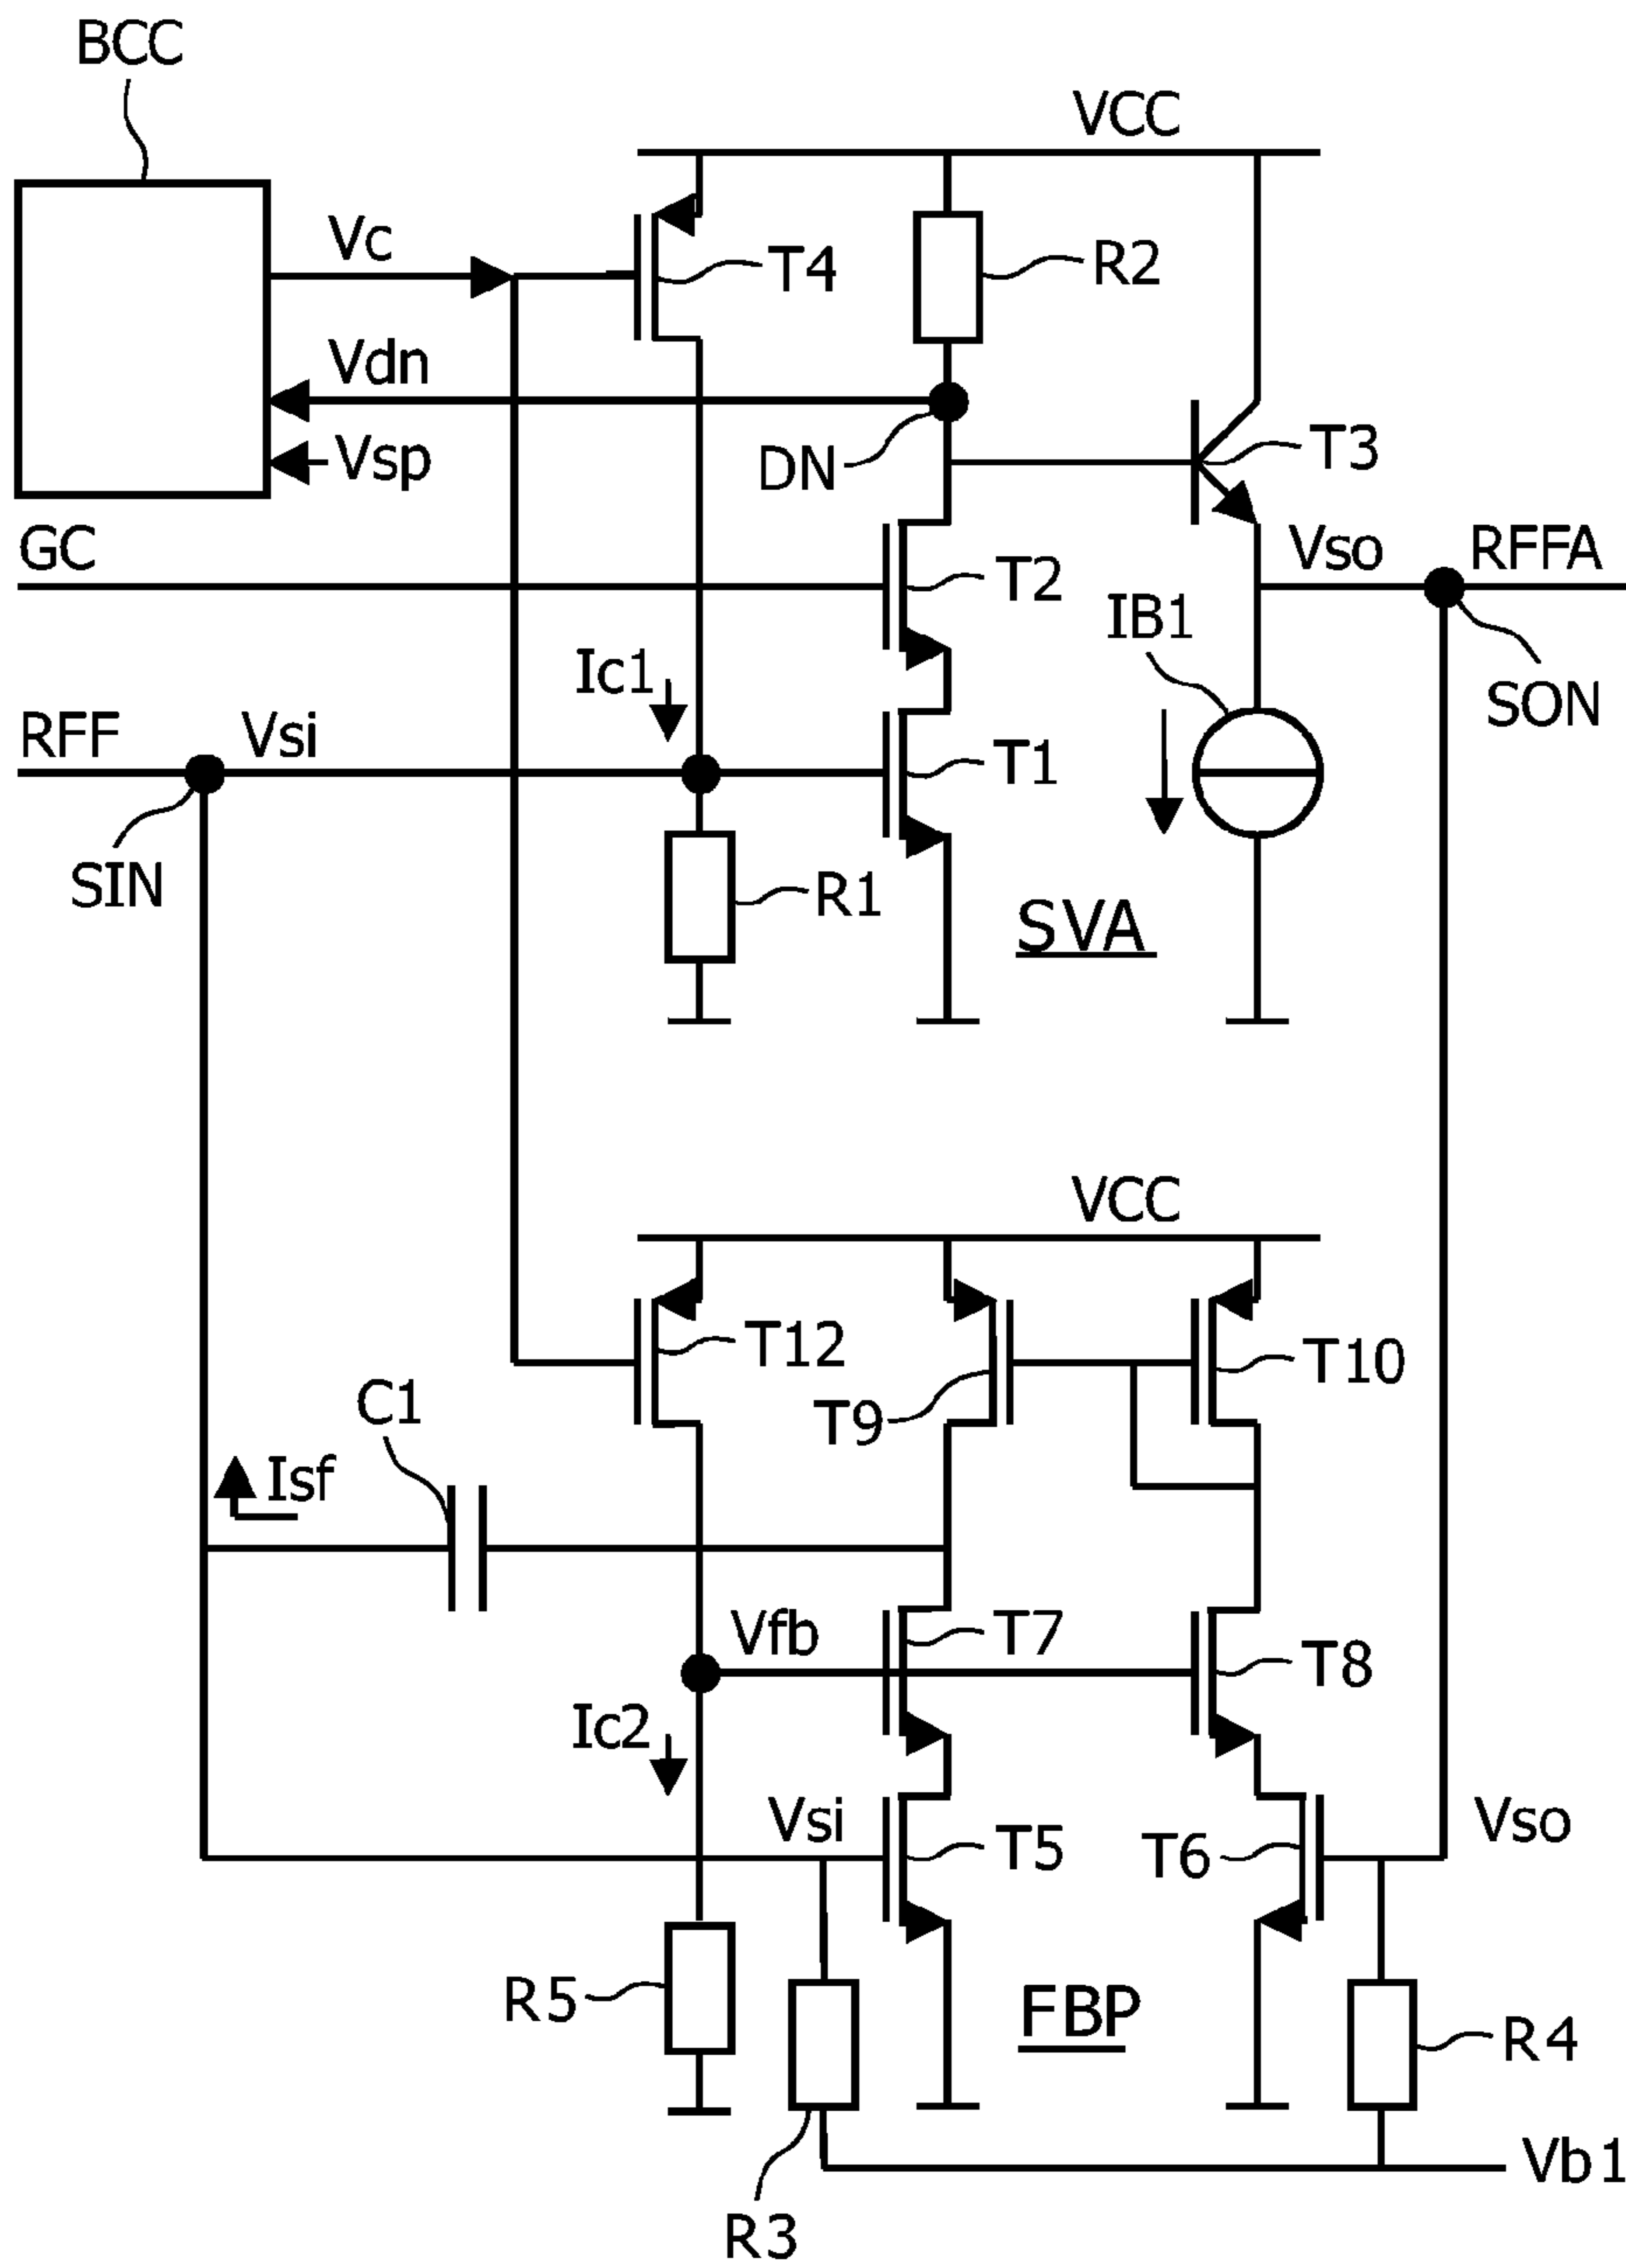 BCC
VCC
Vc
T4
R2
Vdn
Vsp
DN
T3
GC
Vso
RFFA
T2
IB1
Ic1
SON
RFF
Vsi
T1
SIN
R1
SVA
VCC
T12
T10
C1
T9
Isf
Vfb
T7
T8
Ic2
Vsi
T5
T6
Vso
R5
FBP
R4
Vb1
R3